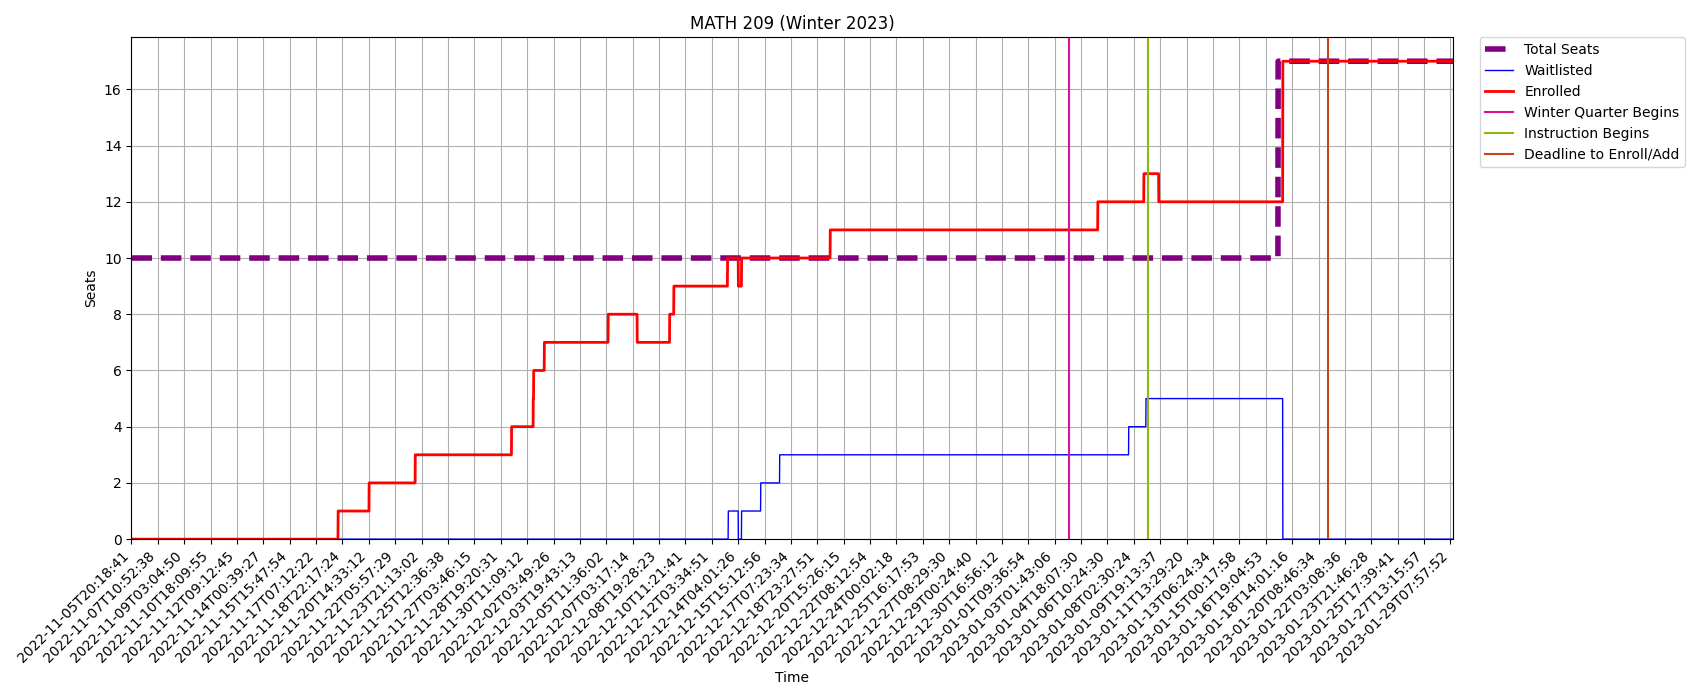 MATH 209 (Winter 2023)
Total Seats
Waitlisted
Enrolled
Winter Quarter Begins
Instruction Begins
Deadline to Enroll/Add
Seats
16
14
12
10
8
6
4
2
0
2022-11-05T20:18:41
2022-11-07T10:52:38
2022-11-09T03:04:50
2022-11-10T18:09:55
2022-11-12T09:12:45
2022-11-14T00:39:27
2022-11-15T15:47:54
2022-11-17T07:12:22
2022-11-18T22:17:24
2022-11-20T14:33:12
2022-11-22T05:57:29
2022-11-23T21:13:02
2022-11-25T12:36:38
2022-11-27T03:46:15
2022-11-28T19:20:31
2022-11-30T11:09:12
2022-12-02T03:49:26
2022-12-03T19:43:13
2022-12-05T11:36:02
2022-12-07T03:17:14
2022-12-08T19:28:23
2022-12-10T11:21:41
2022-12-12T03:34:51
2022-12-14T04:01:26
2022-12-15T15:12:56
2022-12-17T07:23:34
2022-12-18T23:27:51
2022-12-20T15:26:15
2022-12-22T08:12:54
2022-12-24T00:02:18
2022-12-25T16:17:53
2022-12-27T08:29:30
2022-12-29T00:24:40
2022-12-30T16:56:12
2023-01-01T09:36:54
2023-01-03T01:43:06
2023-01-04T18:07:30
2023-01-06T10:24:30
2023-01-08T02:30:24
2023-01-09T19:13:37
2023-01-11T13:29:20
2023-01-13T06:24:34
2023-01-15T00:17:58
2023-01-16T19:04:53
2023-01-18T14:01:16
2023-01-20T08:46:34
2023-01-22T03:08:36
2023-01-23T21:46:28
2023-01-25T17:39:41
2023-01-27T13:15:57
2023-01-29T07:57:52
Time